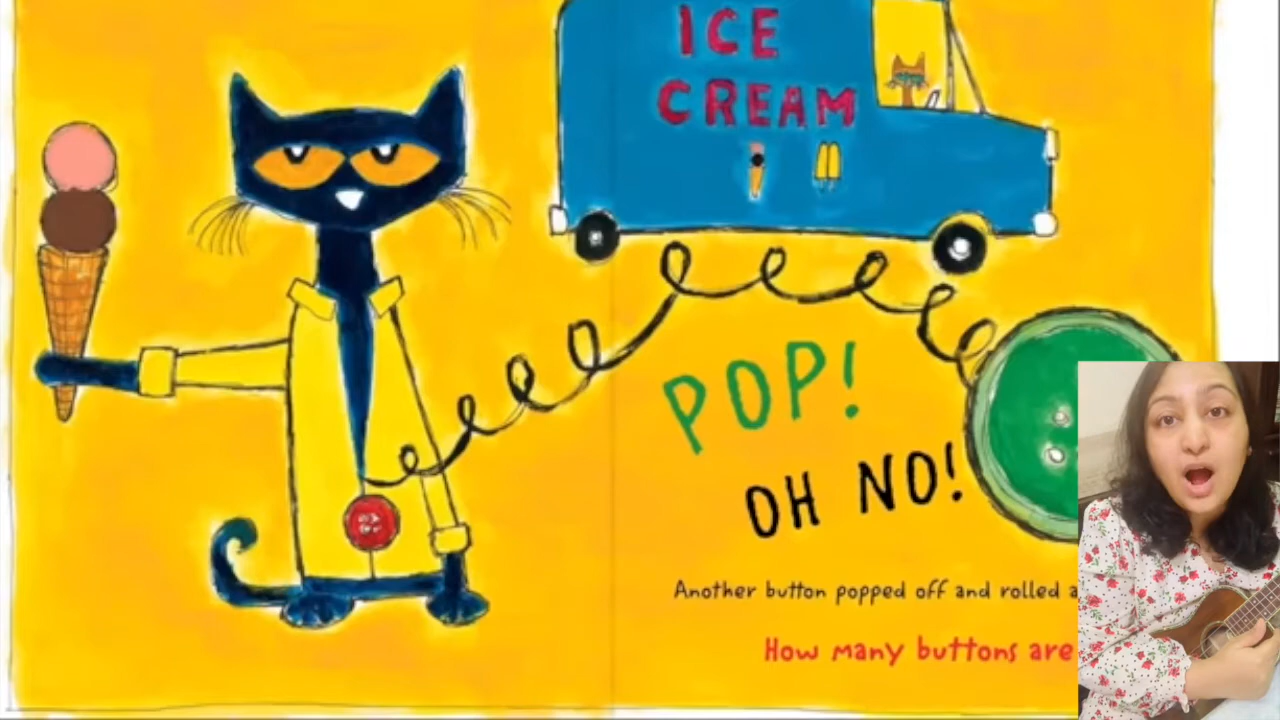 ICE
CREAM
POP!
OH NO!
Another button popped off and rolled a
How many buttons are